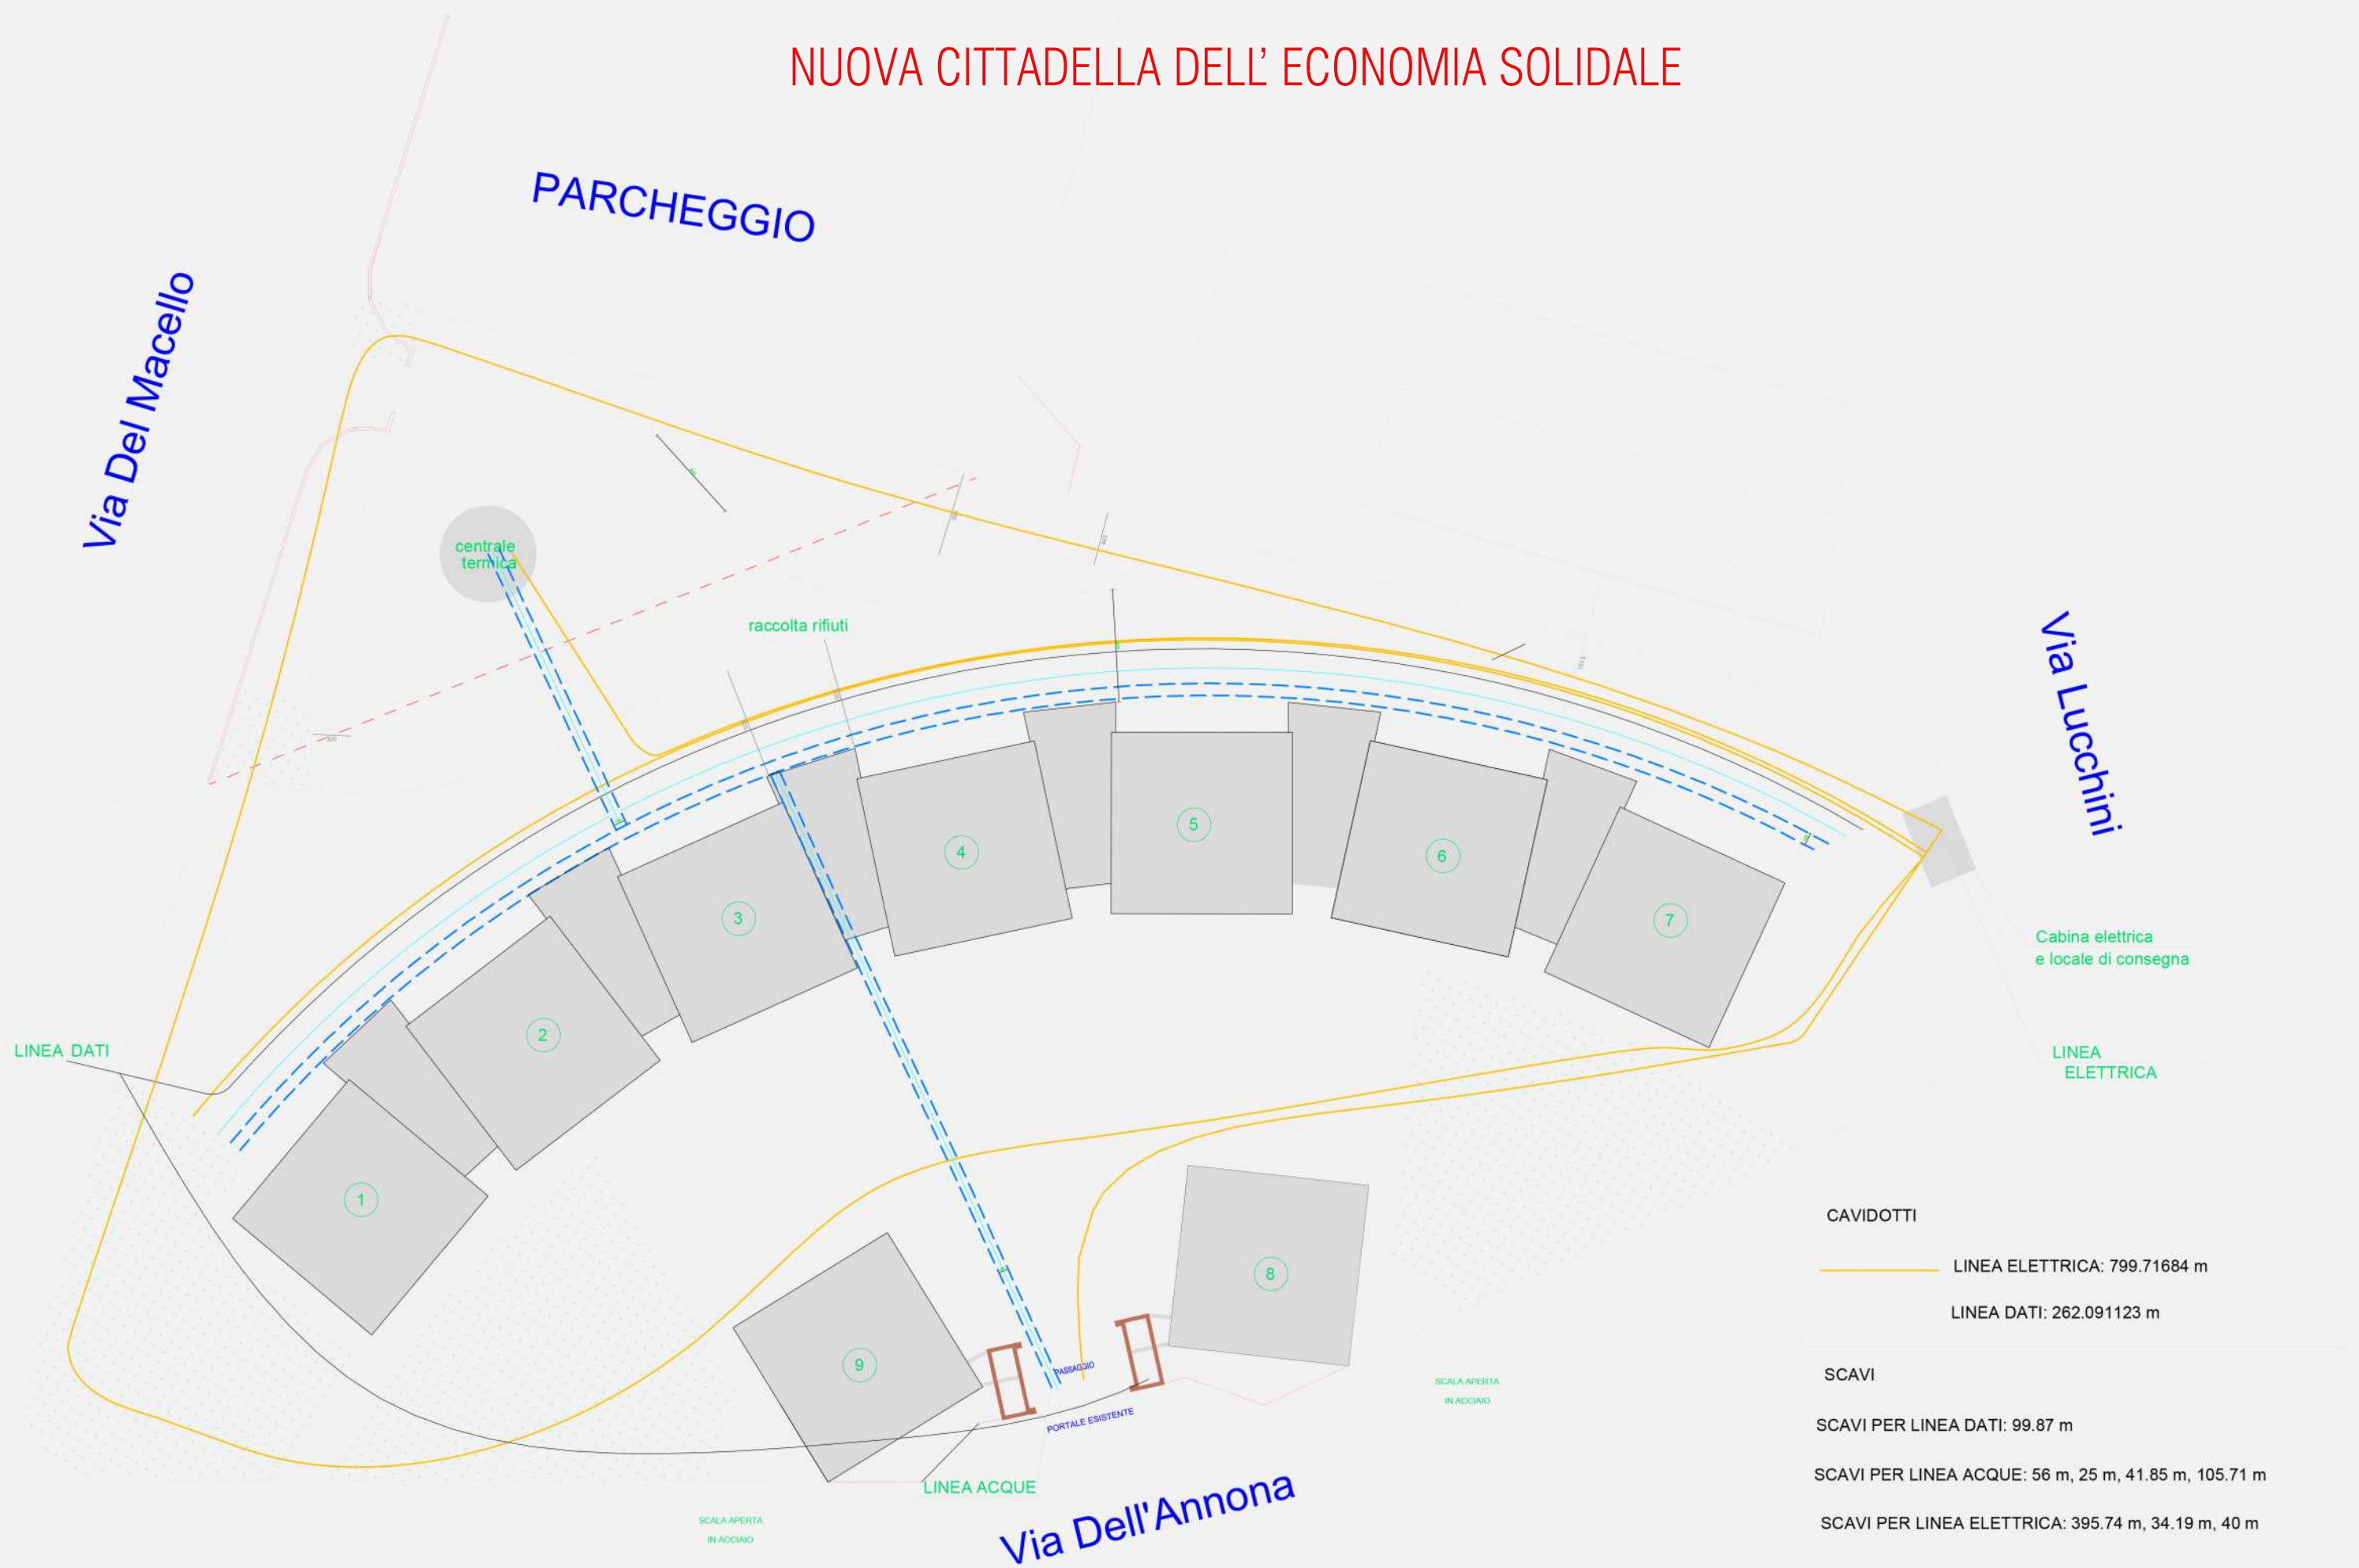 NUOVA CITTADELLA DELL' ECONOMIA SOLIDALE
PARCHEGGIO
Via Del Macello
centrale
termica
raccolta rifiuti
Via Lucchini
5
4
6
3
7
2
Cabina elettrica
e locale di consegna
LINEA DATI
LINEA
ELETTRICA
1
8
9
PASSAGGIO
PORTALE ESISTENTE
SCALA APERTA
IN ACCIAIO
LINEA ACQUE
SCALA APERTA
IN ACCIAIO
Via Dell'Annona
CAVIDOTTI
LINEA ELETTRICA: 799.71684 m
LINEA DATI: 262.091123 m
SCAVI
SCAVI PER LINEA DATI: 99.87 m
SCAVI PER LINEA ACQUE: 56 m, 25 m, 41.85 m, 105.71 m
SCAVI PER LINEA ELETTRICA: 395.74 m, 34.19 m, 40 m